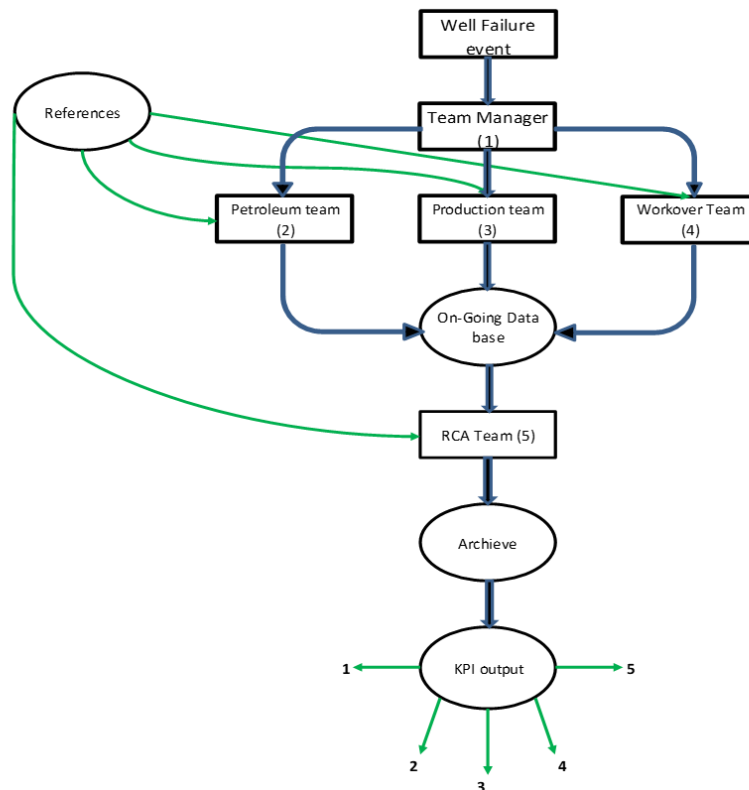 Well Failure
event
References
Team Manager
(1)
Petroleum team
(2)
Production team
(3)
Workover Team
(4)
On-Going Data
base
RCA Team (5)
Archieve
KPI output
1
5
2
4
3